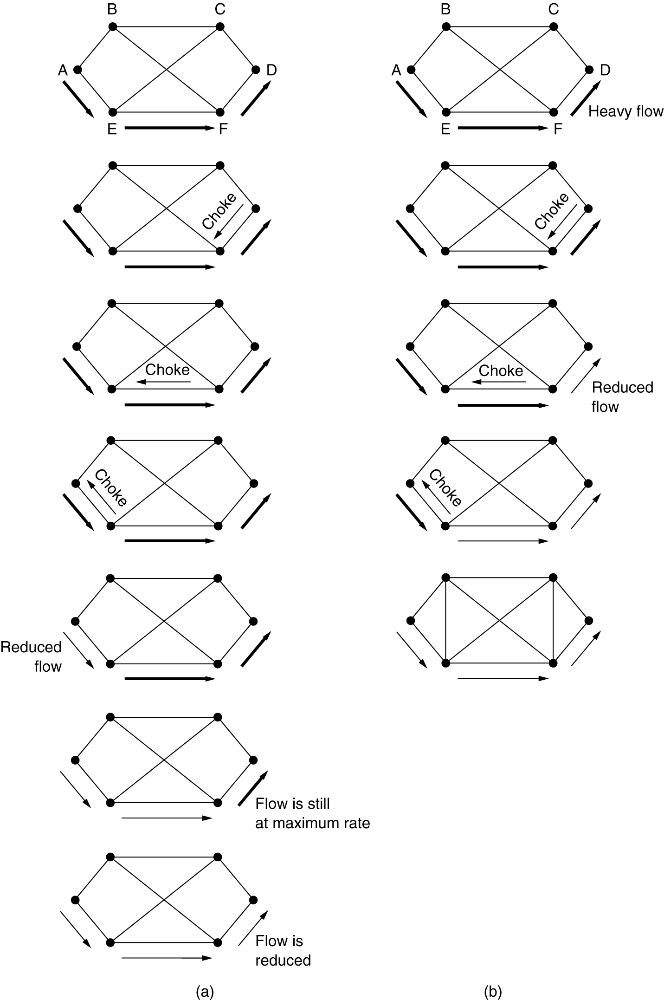 B
C
B
C
A
D
A
D
Heavy flow
E
F
E
F
Choke
Choke
Choke
Choke
Reduced
flow
Choke
Choke
Reduced
flow
Flow is still
at maximum rate
Flow is
reduced
(a)
(b)